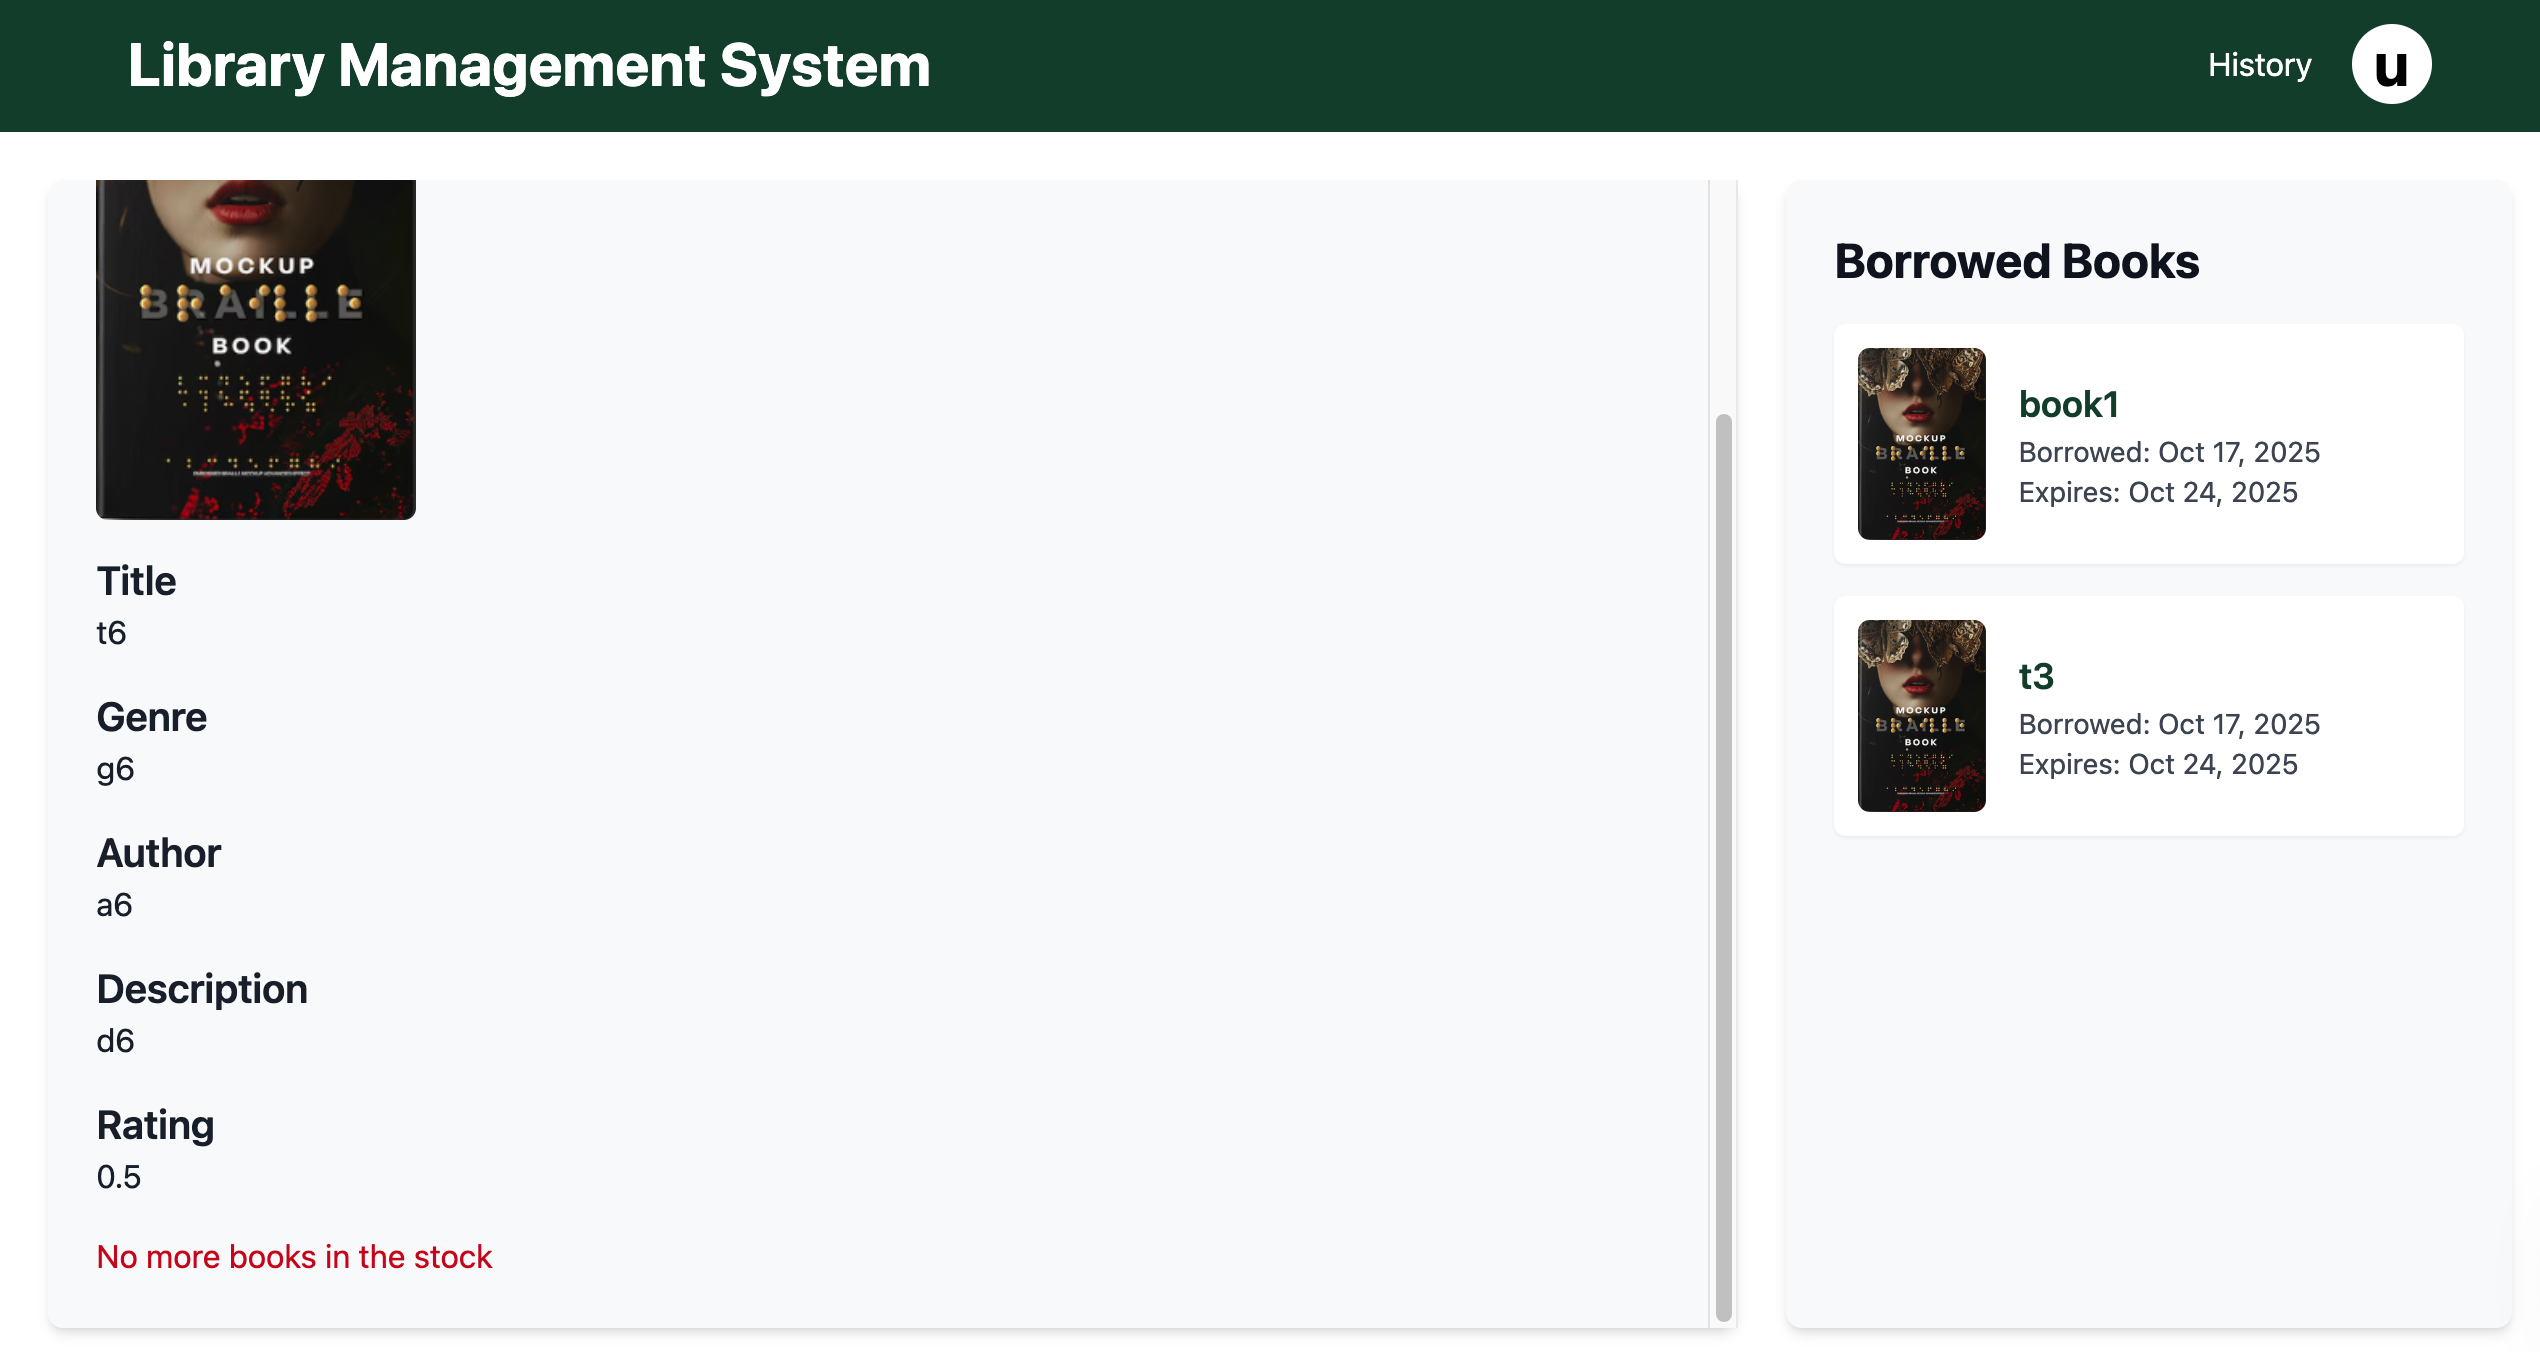 Library Management System
History
u
MOCKUP
BRAILLE
BOOK
Title
t6
Genre
g6
Author
a6
Description
d6
Rating
0.5
No more books in the stock
Borrowed Books
MOCKUP
BRAILLE
BOOK
book1
Borrowed: Oct 17, 2025
Expires: Oct 24, 2025
MOCKUP
BRAILLE
BOOK
t3
Borrowed: Oct 17, 2025
Expires: Oct 24, 2025